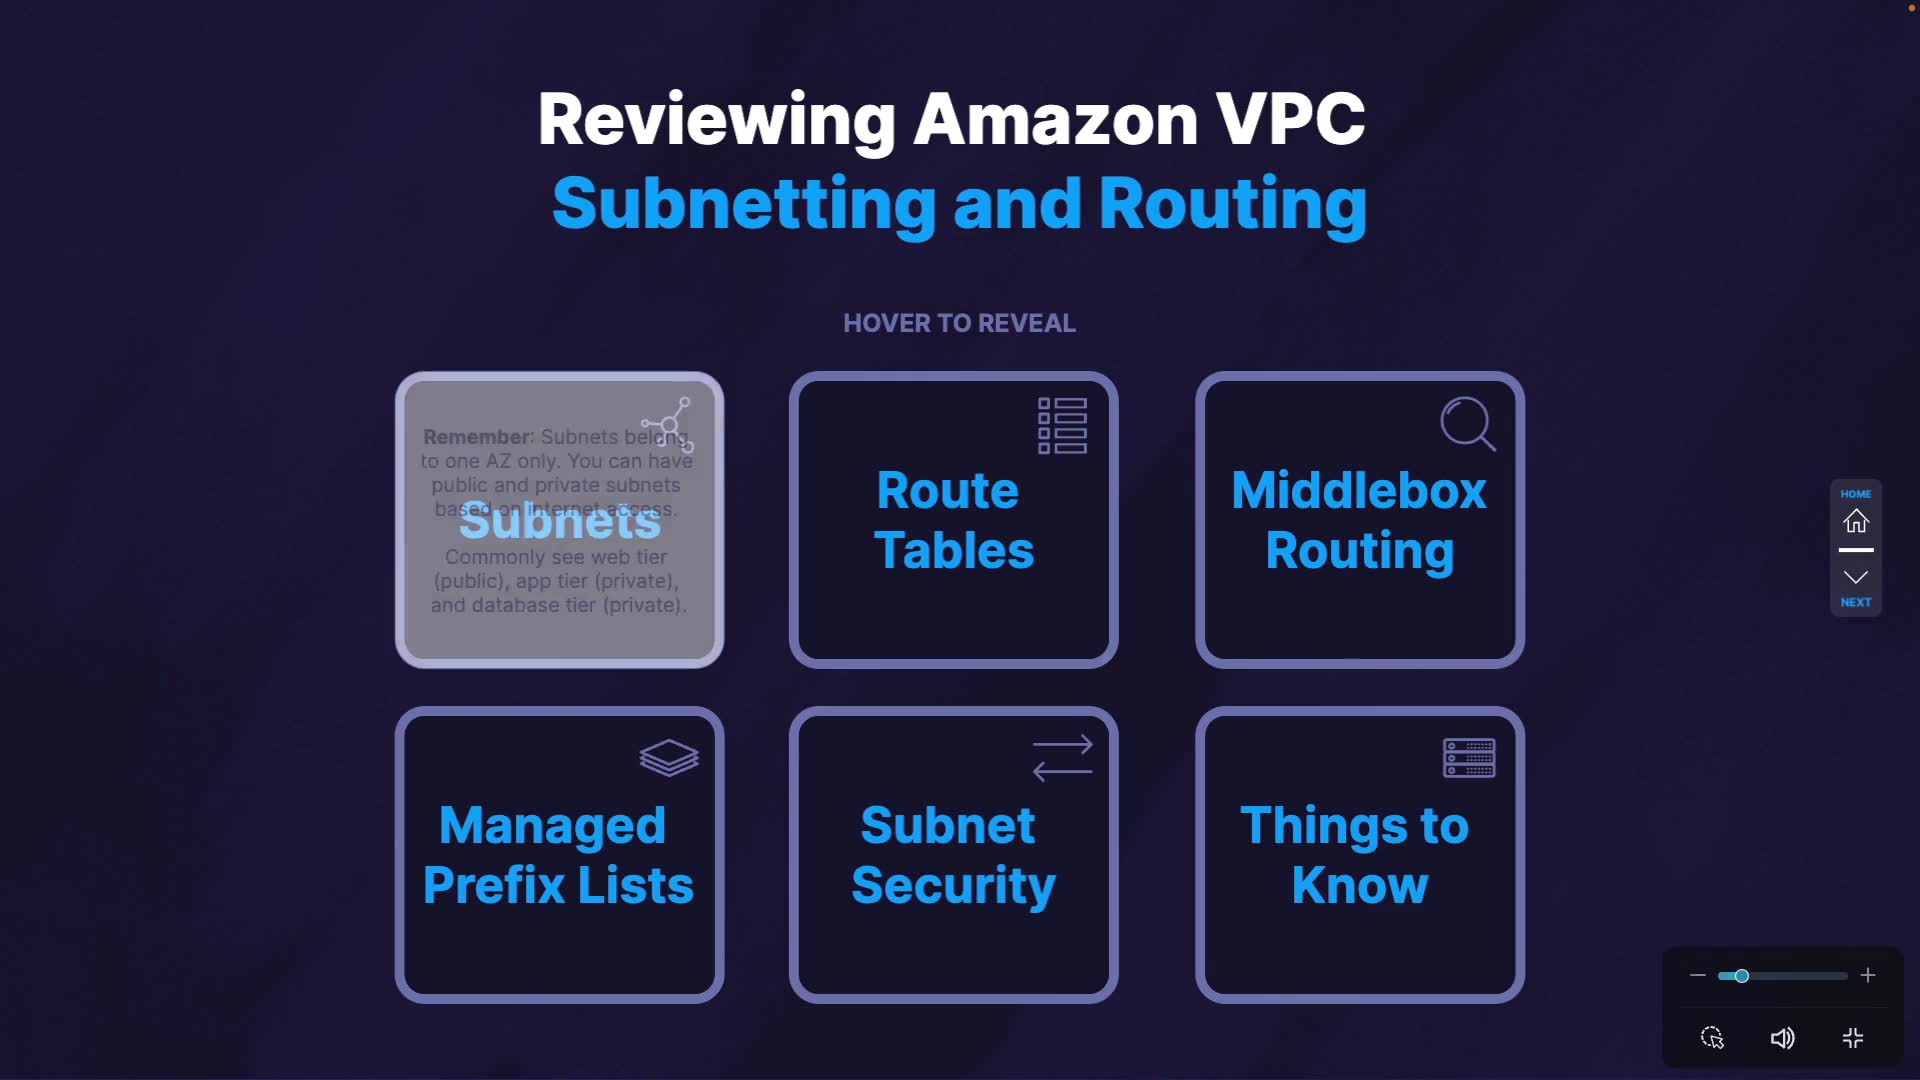 Reviewing Amazon VPC
Subnetting and Routing
HOVER TO REVEAL
Remember: Subnets belong
to one AZ only. You can have
public and private subnets
based on internet access.
Subnets
Commonly see web tier
(public), app tier (private),
and database tier (private).
Route
Tables
Middlebox
Routing
Managed
Prefix Lists
Subnet
Security
Things to
Know
HOME
NEXT